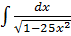 ∫ dx / √(1−25x²)